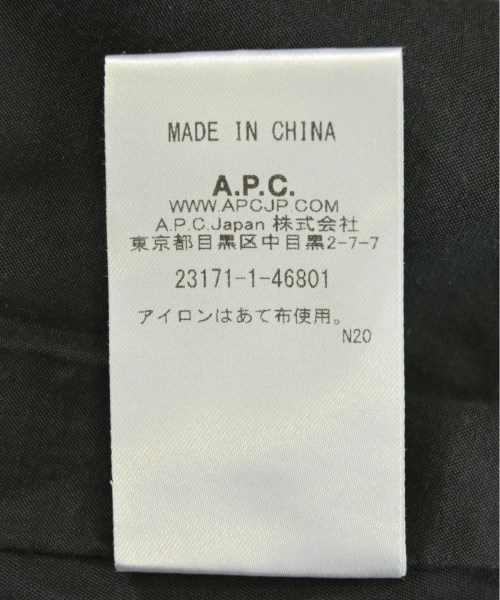 MADE IN CHINA
A.P.C.
WWW.APCJP.COM
A.P.C.Japan 株式会社
東京都目黒区中目黒2-7-7
23171-1-46801
アイロンはあて布使用。
N20